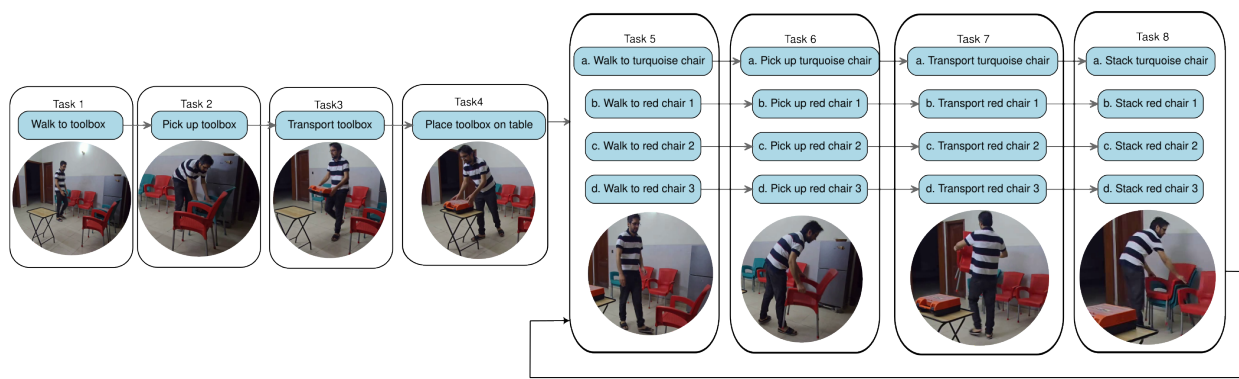 Task 1
Walk to toolbox
Task 2
Pick up toolbox
Task3
Transport toolbox
Task4
Place toolbox on table
Task 5
a. Walk to turquoise chair
b. Walk to red chair 1
c. Walk to red chair 2
d. Walk to red chair 3
Task 6
a. Pick up turquoise chair
b. Pick up red chair 1
c. Pick up red chair 2
d. Pick up red chair 3
Task 7
a. Transport turquoise chair
b. Transport red chair 1
c. Transport red chair 2
d. Transport red chair 3
Task 8
a. Stack turquoise chair
b. Stack red chair 1
c. Stack red chair 2
d. Stack red chair 3